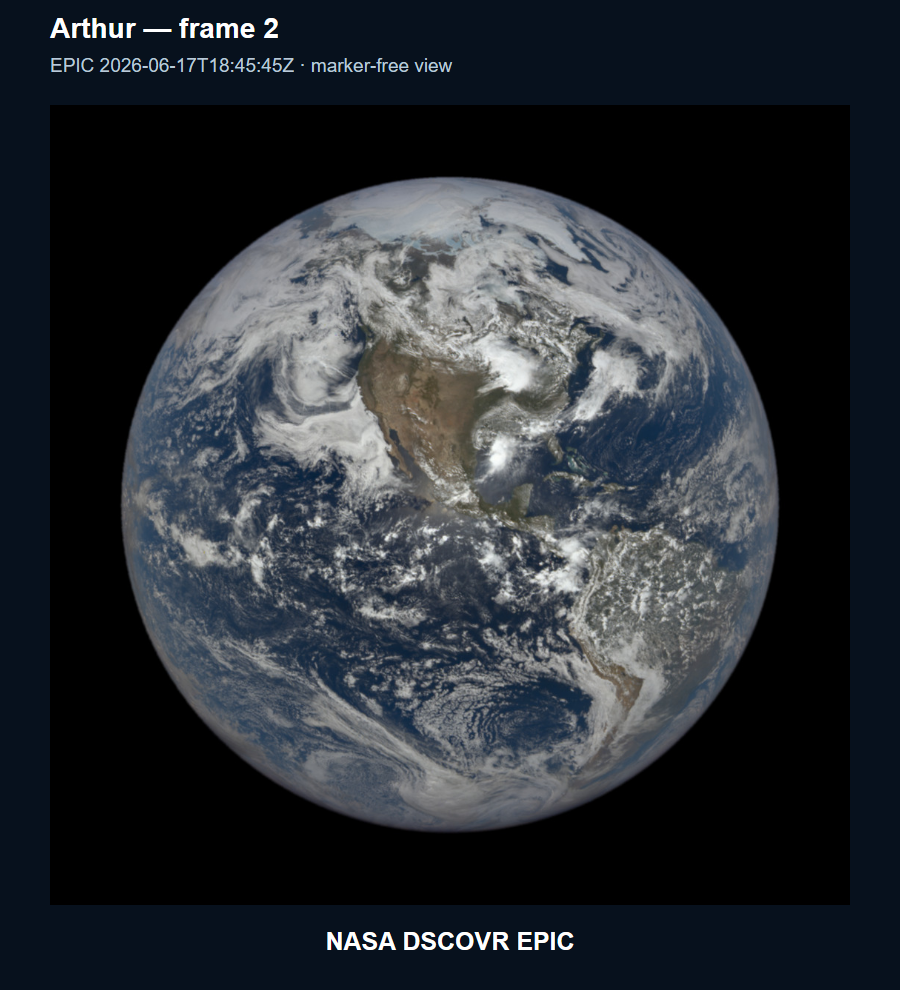 Arthur — frame 2
EPIC 2026-06-17T18:45:45Z · marker-free view
NASA DSCOVR EPIC